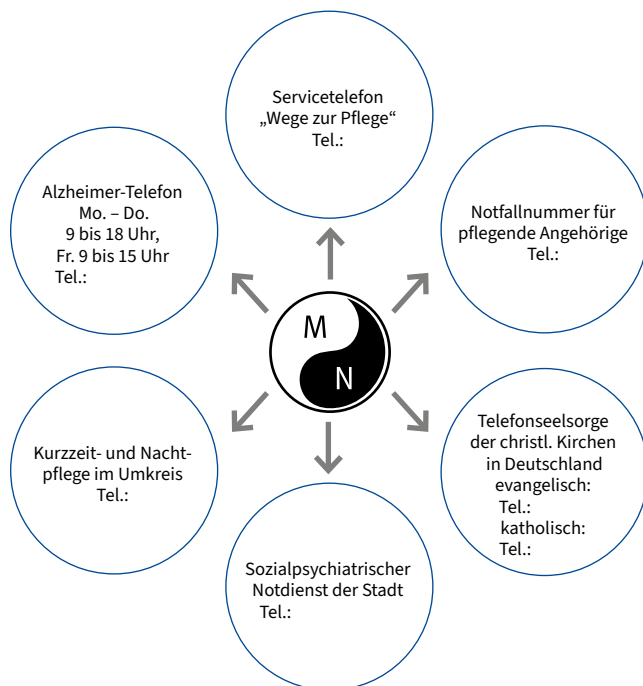 Servicetelefon
„Wege zur Pflege“
Tel.:
Alzheimer-Telefon
Mo. – Do.
9 bis 18 Uhr,
Fr. 9 bis 15 Uhr
Tel.:
Notfallnummer für
pflegende Angehörige
Tel.:
M
N
Kurzzeit- und Nacht-
pflege im Umkreis
Tel.:
Telefonseelsorge
der christl. Kirchen
in Deutschland
evangelisch:
Tel.:
katholisch:
Tel.:
Sozialpsychiatrischer
Notdienst der Stadt
Tel.: